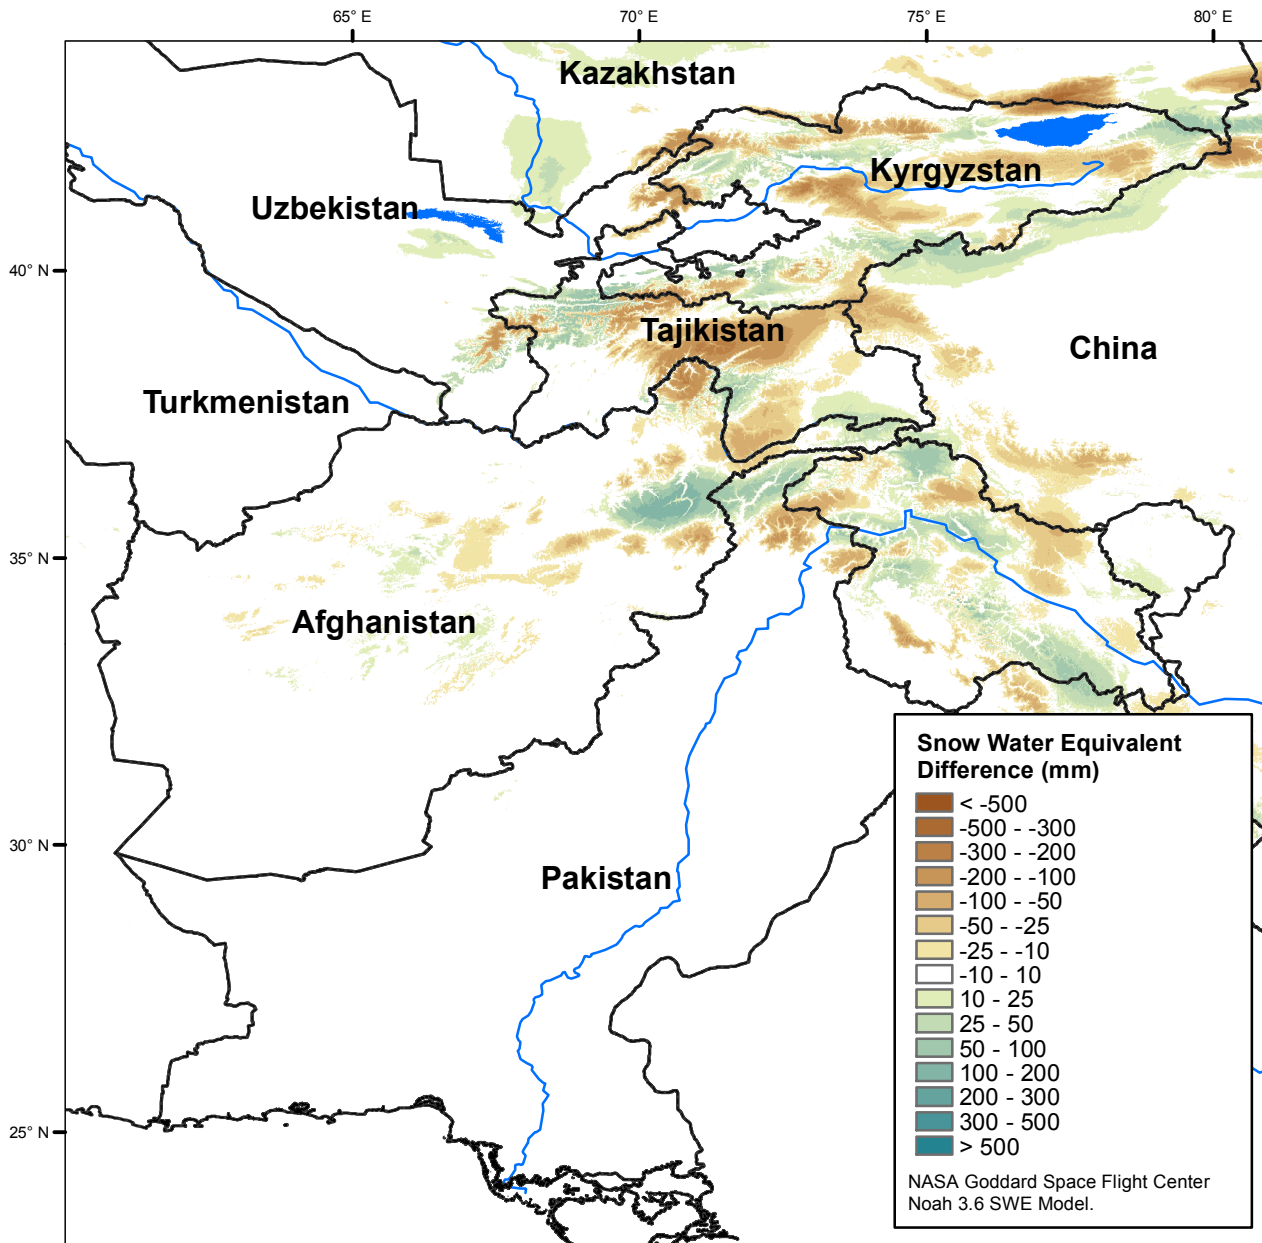 65° E
70° E
75° E
80° E
Kazakhstan
Kyrgyzstan
Uzbekistan
40° N
Tajikistan
China
Turkmenistan
35° N
Afghanistan
Snow Water Equivalent
Difference (mm)
< -500
-500 - -300
-300 - -200
-200 - -100
-100 - -50
-50 - -25
-25 - -10
-10 - 10
10 - 25
25 - 50
50 - 100
100 - 200
200 - 300
300 - 500
> 500
NASA Goddard Space Flight Center
Noah 3.6 SWE Model.
30° N
Pakistan
25° N